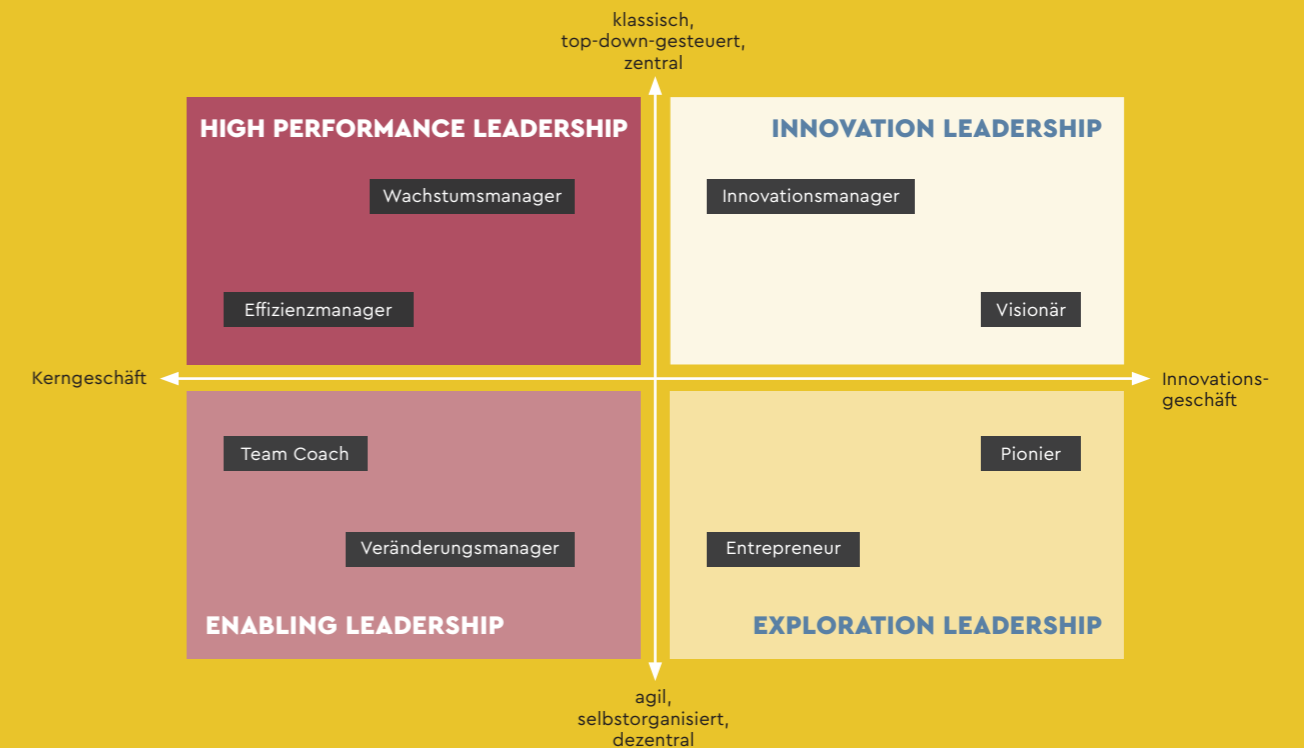 klassisch,
top-down-gesteuert,
zentral
HIGH PERFORMANCE LEADERSHIP
INNOVATION LEADERSHIP
Wachstumsmanager
Innovationsmanager
Effizienzmanager
Visionär
Kerngeschäft
Innovations-
geschäft
Team Coach
Pionier
Veränderungsmanager
Entrepreneur
ENABLING LEADERSHIP
EXPLORATION LEADERSHIP
agil,
selbstorganisiert,
dezentral